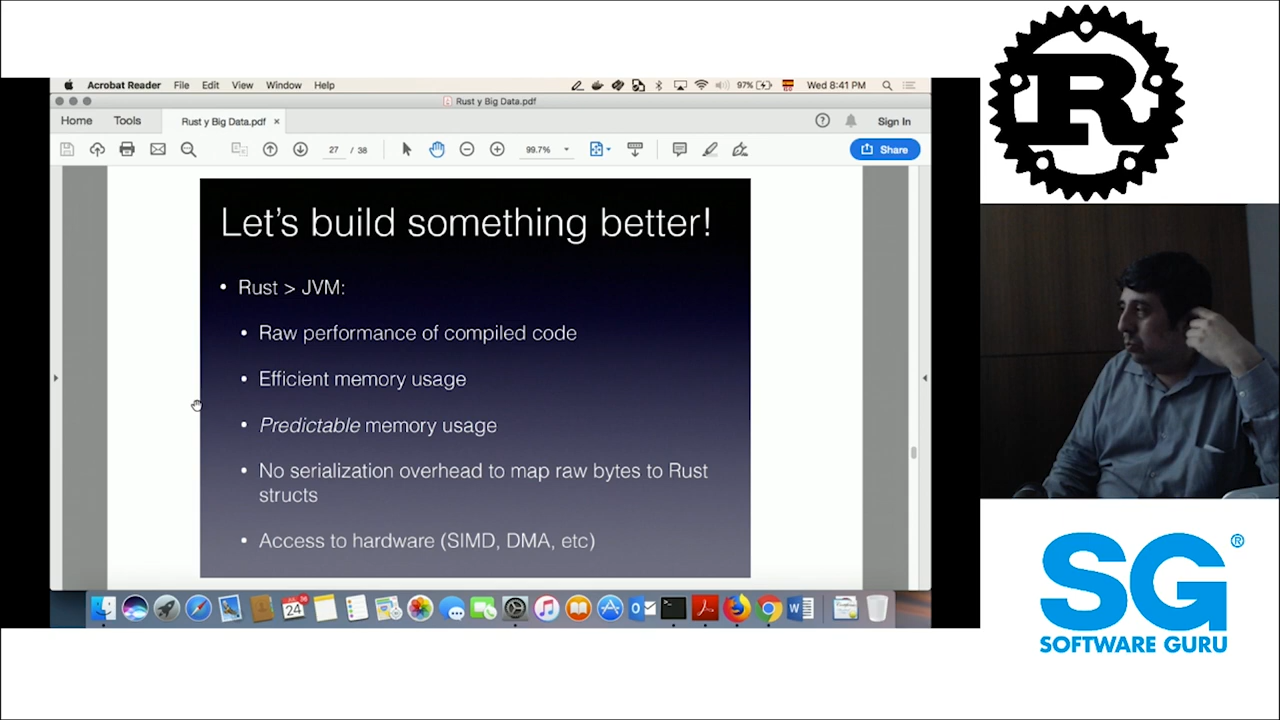 Acrobat Reader File Edit View Window Help 97% Wed 8:41 PM
Rust y Big Data.pdf
Home Tools Rust y Big Data.pdf × Sign In
27 / 38 99.7% Share
Let's build something better!
• Rust > JVM:
• Raw performance of compiled code
• Efficient memory usage
• Predictable memory usage
• No serialization overhead to map raw bytes to Rust
structs
• Access to hardware (SIMD, DMA, etc)
24
R
SG®
SOFTWARE GURU